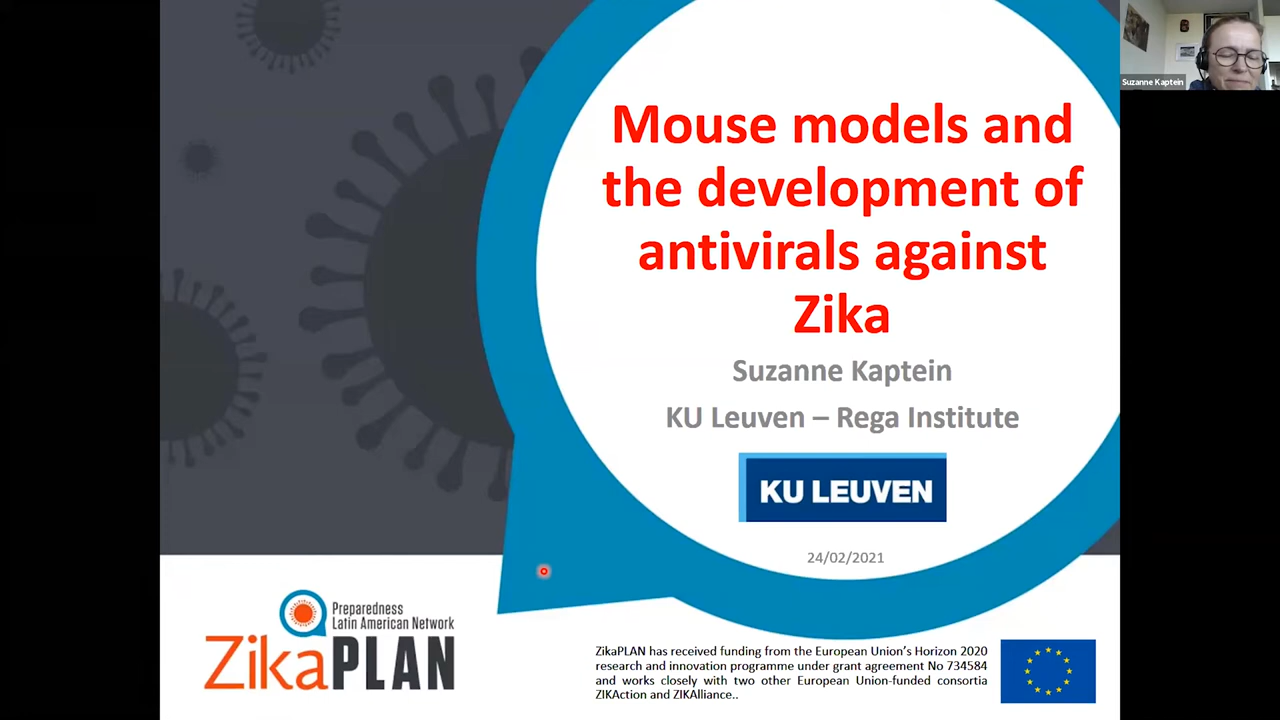 Suzanne Kaptein
Mouse models and
the development of
antivirals against
Zika
Suzanne Kaptein
KU Leuven – Rega Institute
KU LEUVEN
24/02/2021
Preparedness
Latin American Network
ZikaPLAN
ZikaPLAN has received funding from the European Union's Horizon 2020
research and innovation programme under grant agreement No 734584
and works closely with two other European Union-funded consortia
ZIKAction and ZIKAlliance..